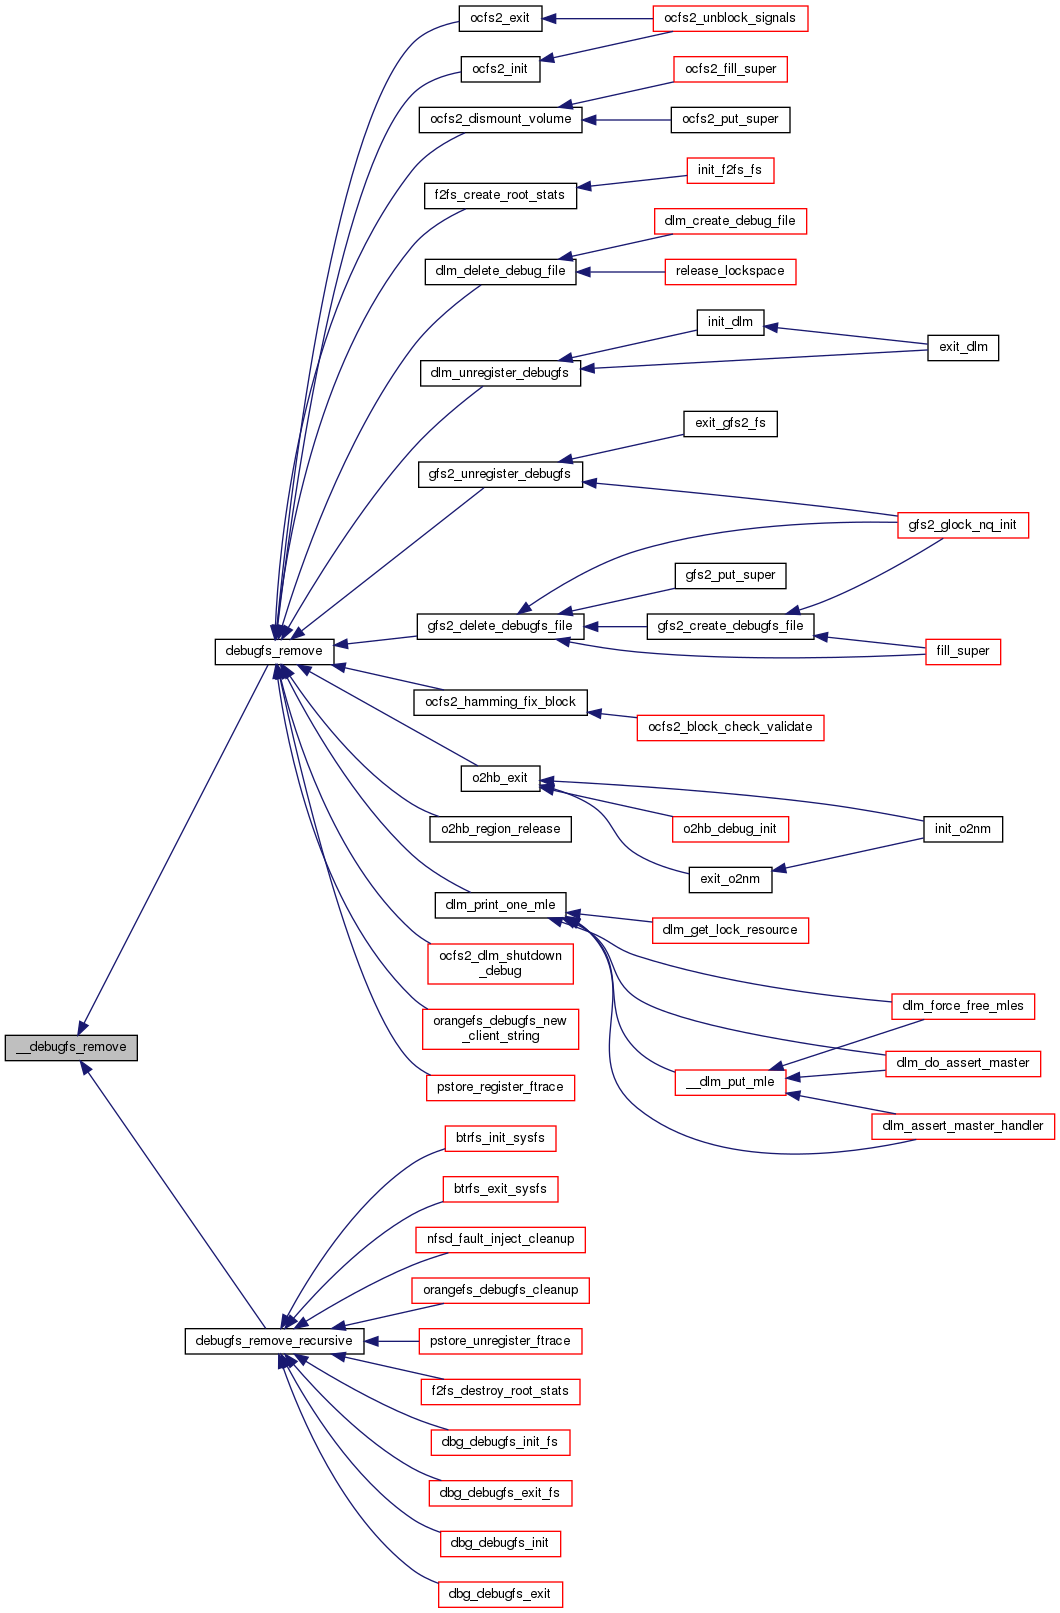 ocfs2_exit
ocfs2_unblock_signals
ocfs2_init
ocfs2_fill_super
ocfs2_dismount_volume
ocfs2_put_super
init_f2fs_fs
f2fs_create_root_stats
dlm_create_debug_file
dlm_delete_debug_file
release_lockspace
init_dlm
exit_dlm
dlm_unregister_debugfs
exit_gfs2_fs
gfs2_unregister_debugfs
gfs2_glock_nq_init
gfs2_put_super
gfs2_delete_debugfs_file
gfs2_create_debugfs_file
debugfs_remove
fill_super
ocfs2_hamming_fix_block
ocfs2_block_check_validate
o2hb_exit
o2hb_region_release
o2hb_debug_init
init_o2nm
exit_o2nm
dlm_print_one_mle
dlm_get_lock_resource
ocfs2_dlm_shutdown
_debug
dlm_force_free_mles
orangefs_debugfs_new
_client_string
__debugfs_remove
dlm_do_assert_master
pstore_register_ftrace
__dlm_put_mle
dlm_assert_master_handler
btrfs_init_sysfs
btrfs_exit_sysfs
nfsd_fault_inject_cleanup
orangefs_debugfs_cleanup
debugfs_remove_recursive
pstore_unregister_ftrace
f2fs_destroy_root_stats
dbg_debugfs_init_fs
dbg_debugfs_exit_fs
dbg_debugfs_init
dbg_debugfs_exit